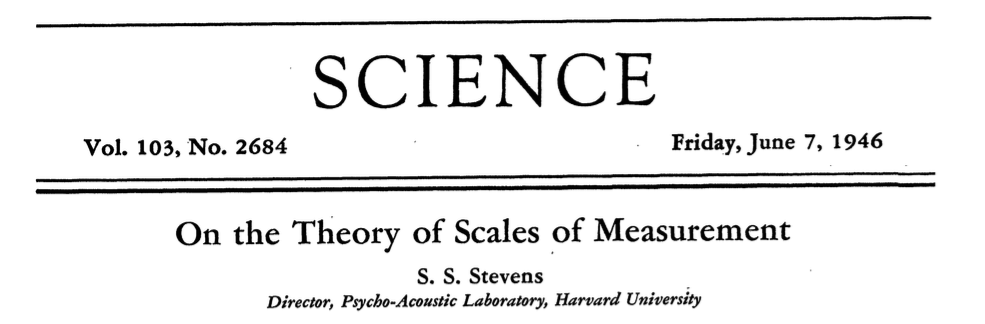 SCIENCE
Vol. 103, No. 2684 Friday, June 7, 1946
On the Theory of Scales of Measurement
S. S. Stevens
Director, Psycho-Acoustic Laboratory, Harvard University